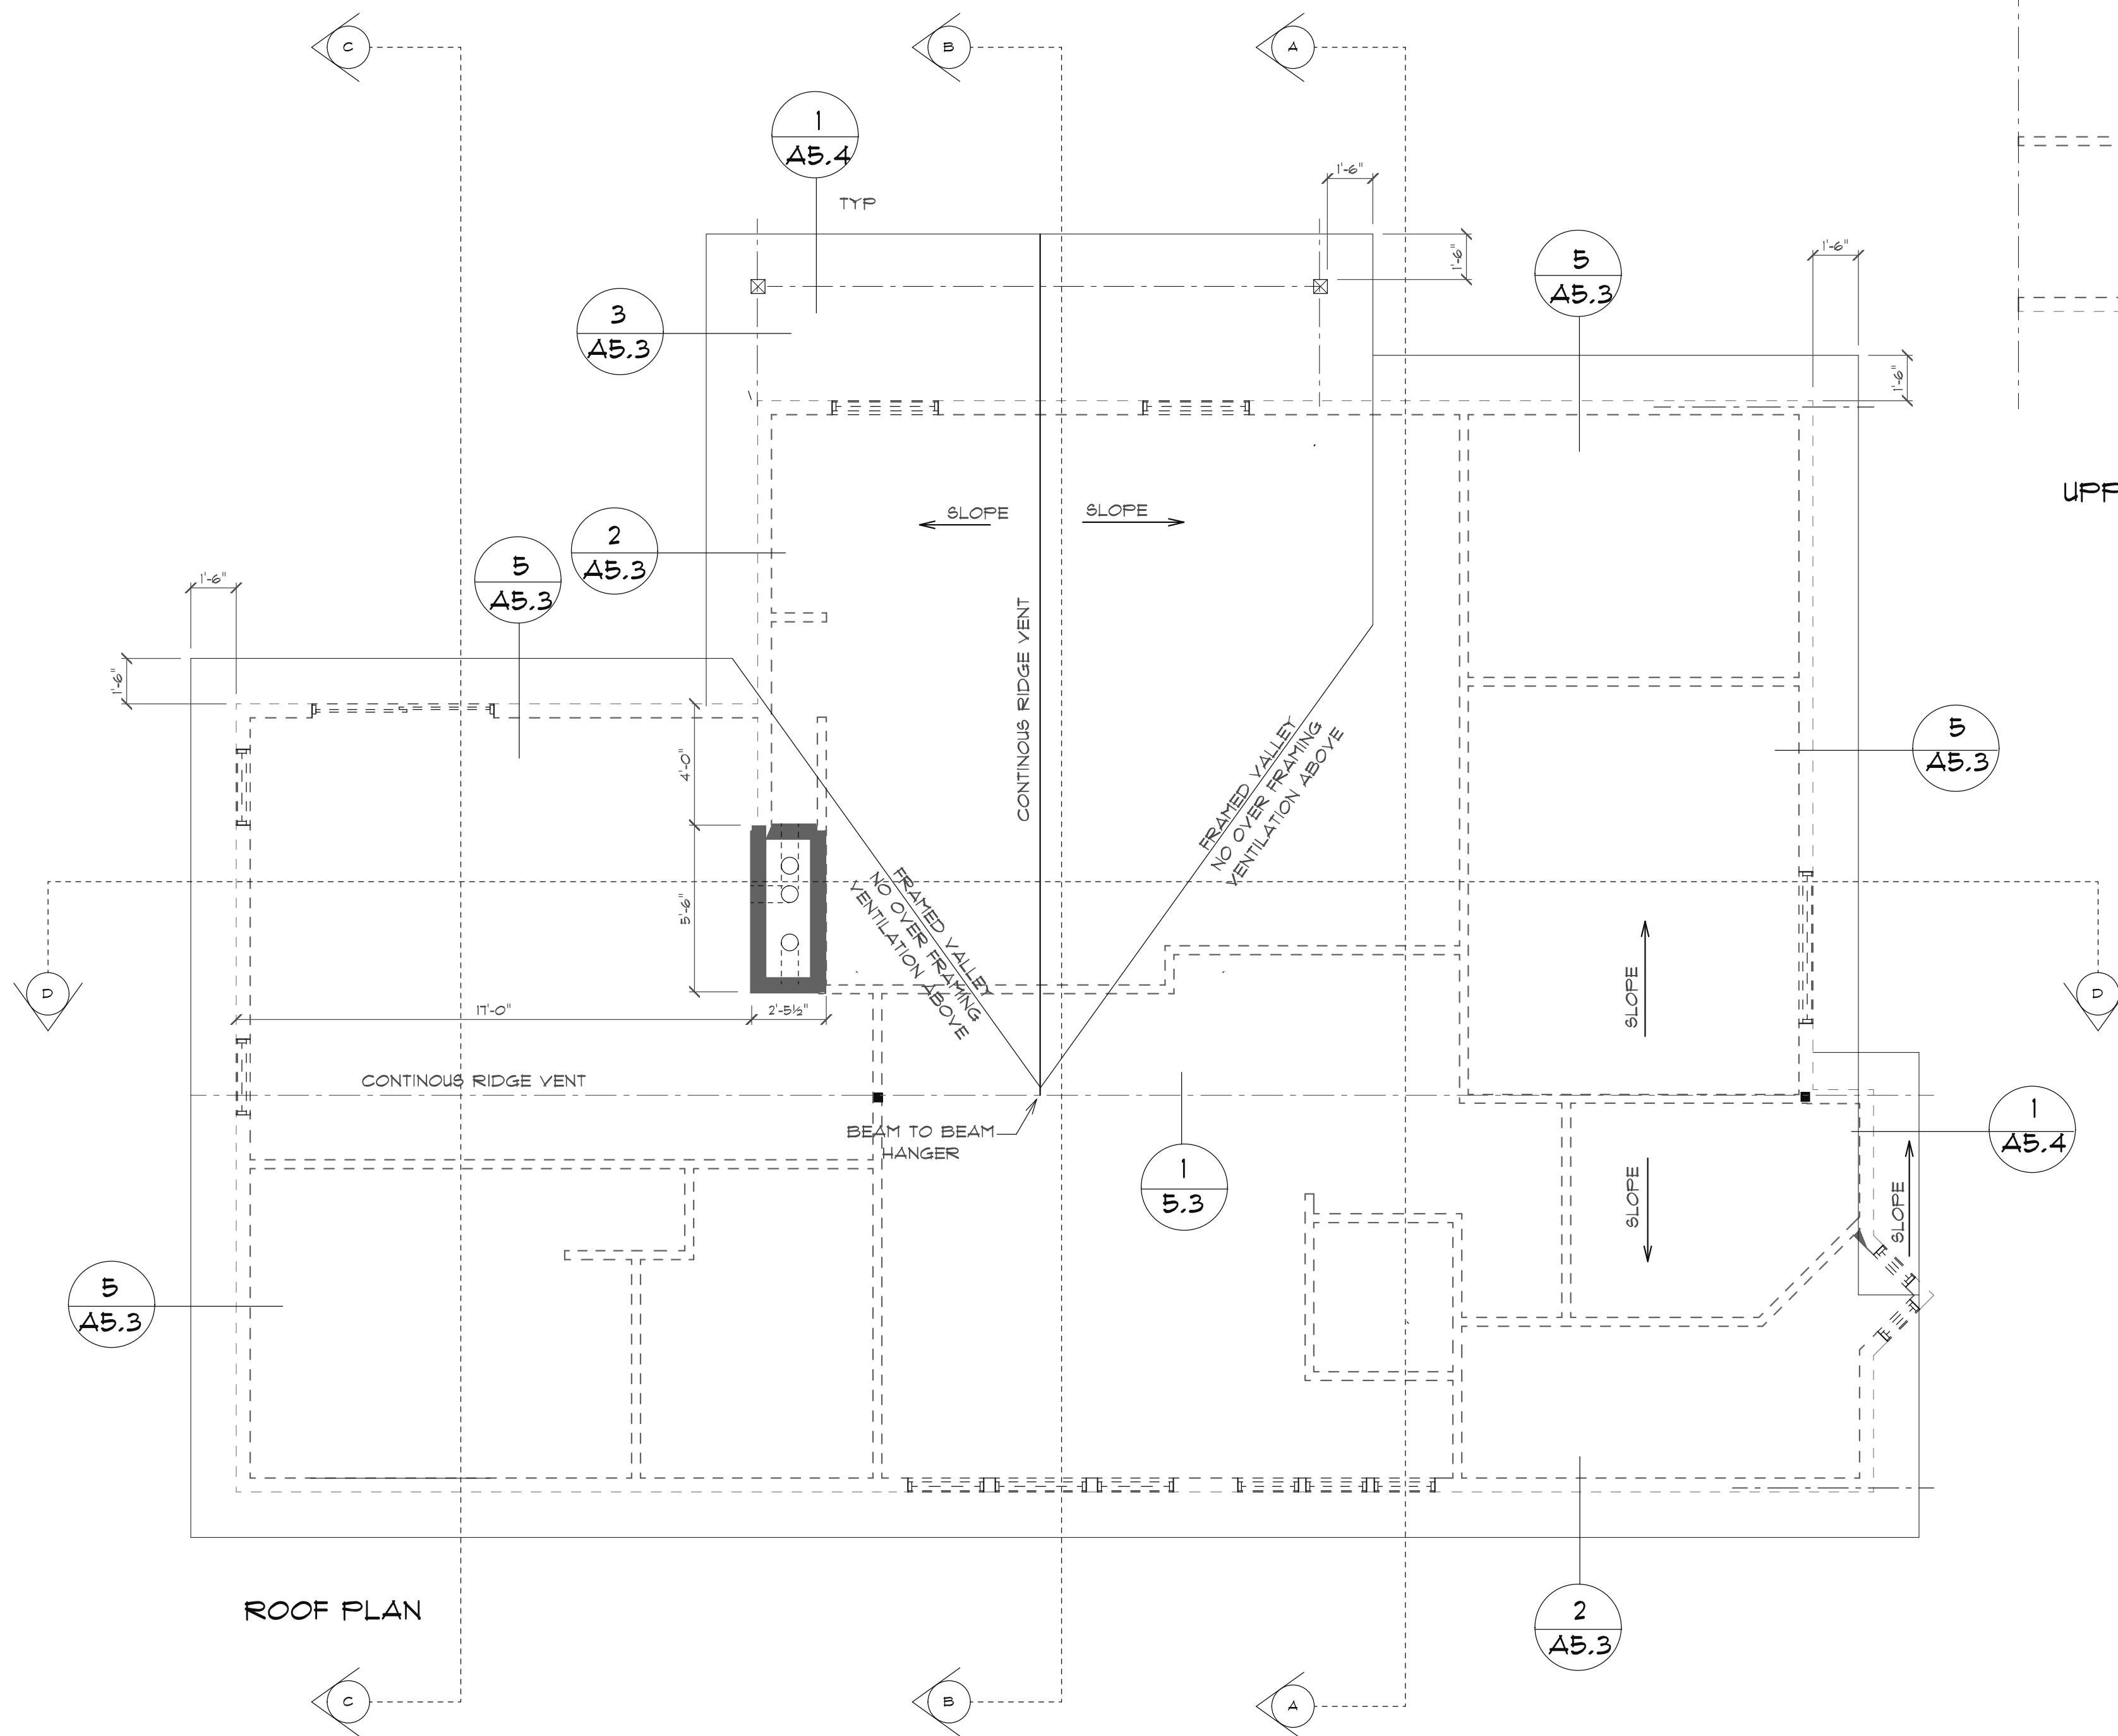 C
B
A
1
A5.4
TYP
1'-6"
1'-6"
5
A5.3
1'-6"
1'-6"
3
A5.3
UPP
SLOPE
SLOPE
2
A5.3
5
A5.3
1'-6"
1'-6"
CONTINOUS RIDGE VENT
4'-0"
5'-6"
FRAMED VALLEY
NO OVER FRAMING
VENTILATION ABOVE
FRAMED VALLEY
NO OVER FRAMING
VENTILATION ABOVE
5
A5.3
D
17'-0"
2'-5½"
SLOPE
D
CONTINOUS RIDGE VENT
BEAM TO BEAM
HANGER
1
5.3
1
A5.4
SLOPE
SLOPE
5
A5.3
ROOF PLAN
2
A5.3
C
B
A